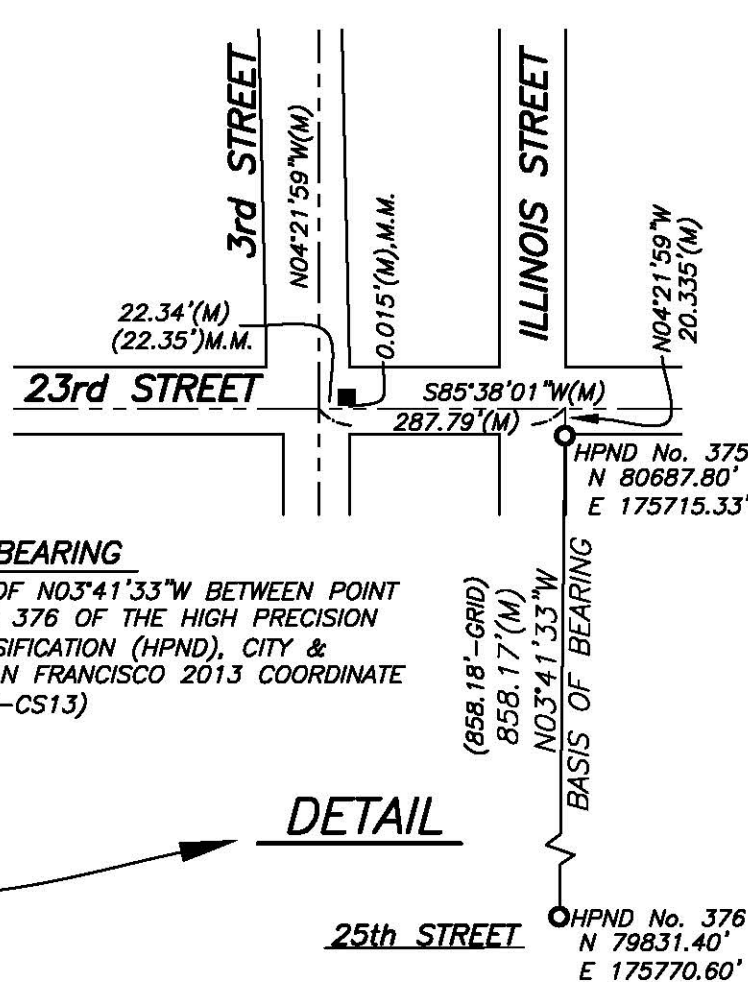 3rd STREET
N04°21'59"W(M)
0.015'(M),M.M.
ILLINOIS STREET
N04°21'59"W
20.335'(M)
22.34'(M)
(22.35')M.M.
23rd STREET
S85°38'01"W(M)
287.79'(M)
HPND No. 375
N 80687.80'
E 175715.33'
BEARING
OF N03°41'33"W BETWEEN POINT
376 OF THE HIGH PRECISION
SIFICATION (HPND), CITY &
N FRANCISCO 2013 COORDINATE
-CS13)
(858.18'-GRID)
858.17'(M)
N03°41'33"W
BASIS OF BEARING
DETAIL
25th STREET
HPND No. 376
N 79831.40'
E 175770.60'